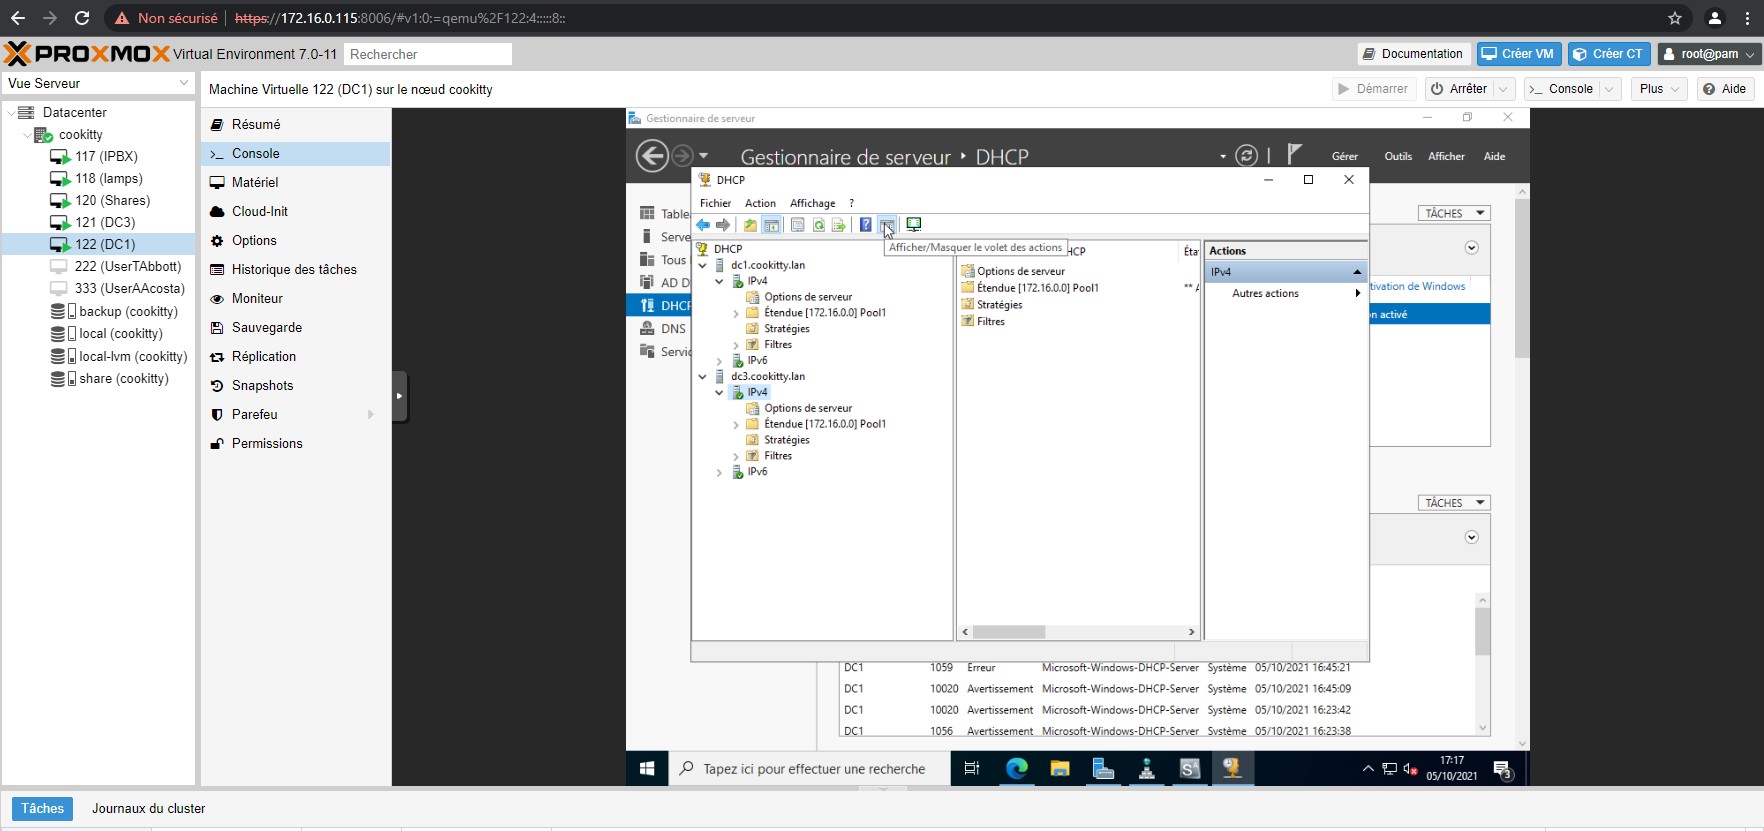 Non sécurisé https://172.16.0.115:8006/#v1:0:=qemu%2F122:4:::::8::
PROXMOX Virtual Environment 7.0-11 Rechercher Documentation Créer VM Créer CT root@pam
Vue Serveur
Machine Virtuelle 122 (DC1) sur le nœud cookitty Démarrer Arrêter Console Plus Aide
Datacenter
cookitty
117 (IPBX)
118 (lamps)
120 (Shares)
121 (DC3)
122 (DC1)
222 (UserTAbbott)
333 (UserAAcosta)
backup (cookitty)
local (cookitty)
local-lvm (cookitty)
share (cookitty)
Résumé
Console
Matériel
Cloud-Init
Options
Historique des tâches
Moniteur
Sauvegarde
Réplication
Snapshots
Parefeu
Permissions
Gestionnaire de serveur
Gestionnaire de serveur DHCP Gérer Outils Afficher Aide
Table
Serve
Tous
AD D
DHCP
DNS
Servic
DHCP
Fichier Action Affichage ?
Afficher/Masquer le volet des actions
DHCP
dc1.cookitty.lan
IPv4
Options de serveur
Étendue [172.16.0.0] Pool1
Stratégies
Filtres
IPv6
dc3.cookitty.lan
IPv4
Options de serveur
Étendue [172.16.0.0] Pool1
Stratégies
Filtres
IPv6
HCP Éta
Options de serveur
Étendue [172.16.0.0] Pool1 ** A
Stratégies
Filtres
Actions
IPv4
Autres actions
TÂCHES
tivation de Windows
on activé
TÂCHES
DC1 1059 Erreur Microsoft-Windows-DHCP-Server Système 05/10/2021 16:45:21
DC1 10020 Avertissement Microsoft-Windows-DHCP-Server Système 05/10/2021 16:45:09
DC1 10020 Avertissement Microsoft-Windows-DHCP-Server Système 05/10/2021 16:23:42
DC1 1056 Avertissement Microsoft-Windows-DHCP-Server Système 05/10/2021 16:23:38
Tapez ici pour effectuer une recherche
17:17
05/10/2021
3
Tâches Journaux du cluster